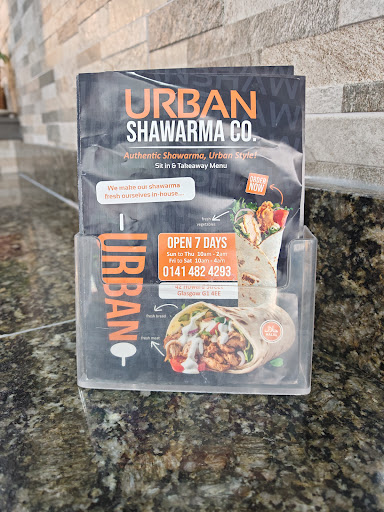 URBAN
SHAWARMA CO.
Authentic Shawarma, Urban Style!
Sit in & Takeaway Menu
We make our shawarma
fresh ourselves in-house...
ORDER
NOW
fresh
vegetables
URBAN
OPEN 7 DAYS
Sun to Thu 10am - 2am
Fri to Sat 10am - 4am
0141 482 4293
Glasgow G1 4EE
fresh bread
fresh meat